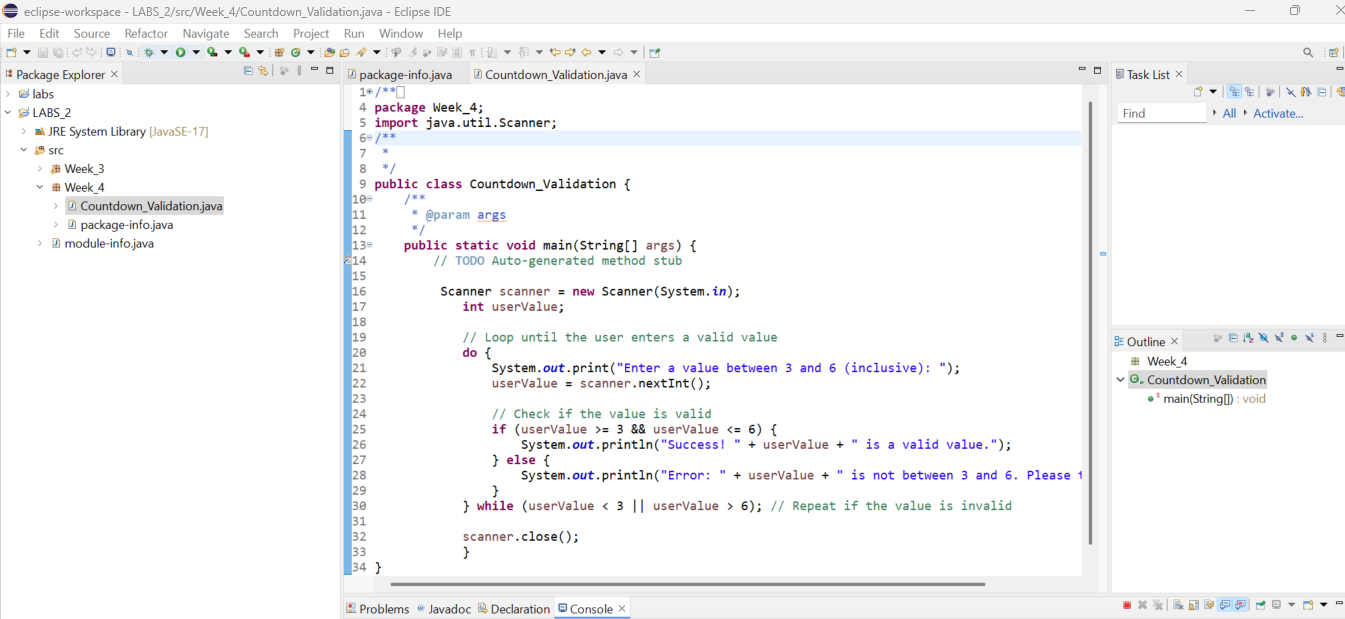 eclipse-workspace - LABS_2/src/Week_4/Countdown_Validation.java - Eclipse IDE
File Edit Source Refactor Navigate Search Project Run Window Help
Package Explorer
labs
LABS_2
JRE System Library [JavaSE-17]
src
Week_3
Week_4
Countdown_Validation.java
package-info.java
module-info.java
package-info.java Countdown_Validation.java
1 /**
4 package Week_4;
5 import java.util.Scanner;
6 /**
7 *
8 */
9 public class Countdown_Validation {
10 /**
11 * @param args
12 */
13 public static void main(String[] args) {
14 // TODO Auto-generated method stub
15
16 Scanner scanner = new Scanner(System.in);
17 int userValue;
18
19 // Loop until the user enters a valid value
20 do {
21 System.out.print("Enter a value between 3 and 6 (inclusive): ");
22 userValue = scanner.nextInt();
23
24 // Check if the value is valid
25 if (userValue >= 3 && userValue <= 6) {
26 System.out.println("Success! " + userValue + " is a valid value.");
27 } else {
28 System.out.println("Error: " + userValue + " is not between 3 and 6. Please t
29 }
30 } while (userValue < 3 || userValue > 6); // Repeat if the value is invalid
31
32 scanner.close();
33 }
34 }
Task List
Find All Activate...
Outline
Week_4
Countdown_Validation
main(String[]) : void
Problems Javadoc Declaration Console